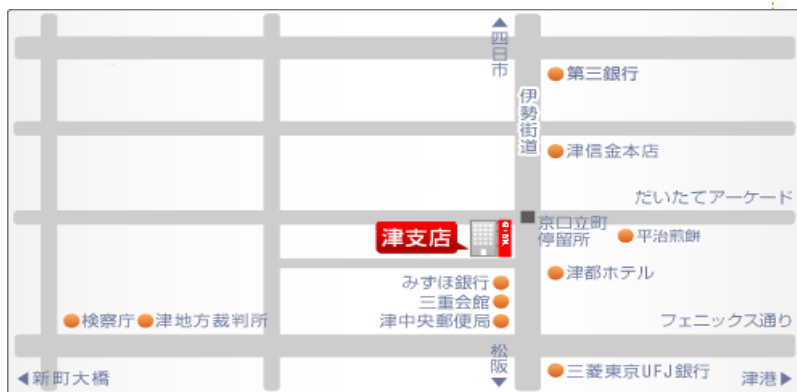 ▲四日市
第三銀行
伊勢街道
津信金本店
だいたてアーケード
京口立町
停留所
平治煎餅
津支店
津都ホテル
みずほ銀行
三重会館
津中央郵便局
検察庁
津地方裁判所
フェニックス通り
松阪▼
三菱東京UFJ銀行
◀新町大橋
津港▶